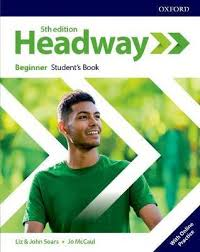 OXFORD
5th edition
Headway
Beginner Student's Book
Liz & John Soars • Jo McCaul
With Online
Practice